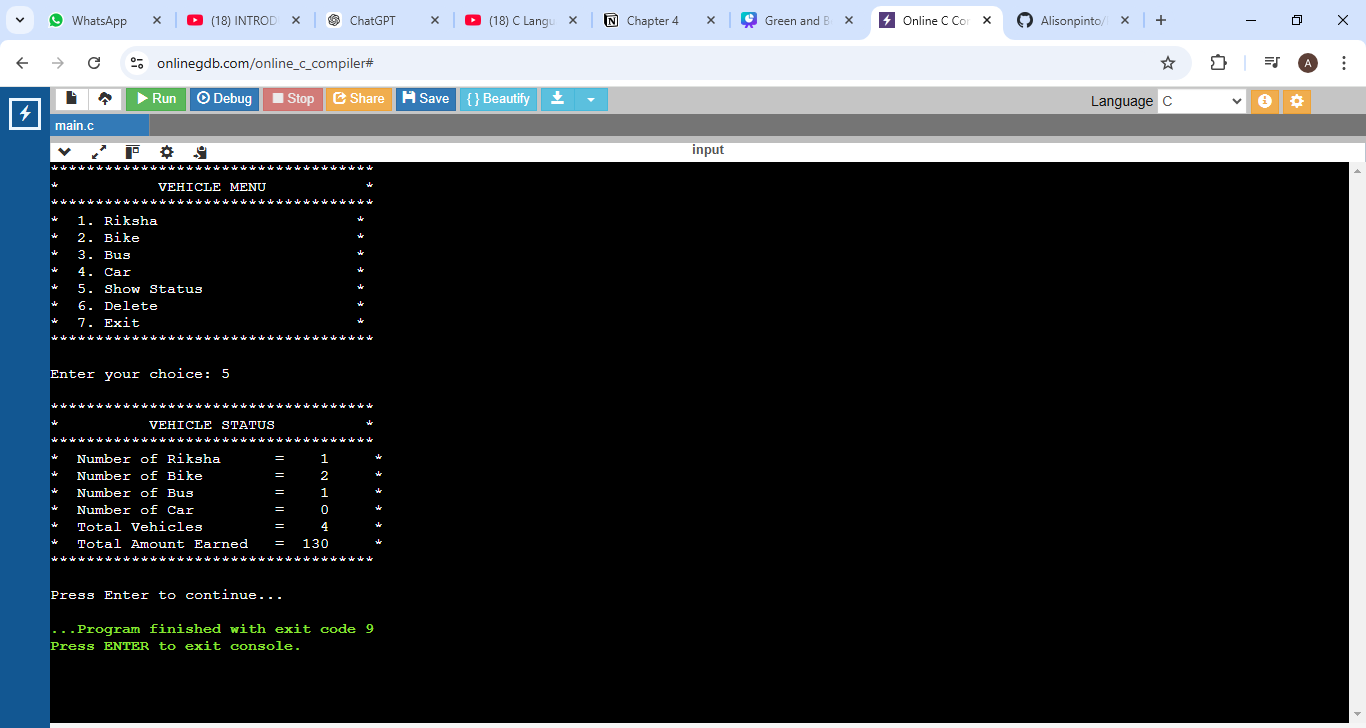 WhatsApp
(18) INTROD
ChatGPT
(18) C Langu
Chapter 4
Green and B
Online C Con
Alisonpinto/
onlinegdb.com/online_c_compiler#
A
Run
Debug
Stop
Share
Save
{ } Beautify
Language
C
main.c
input
************************************
* VEHICLE MENU *
************************************
* 1. Riksha *
* 2. Bike *
* 3. Bus *
* 4. Car *
* 5. Show Status *
* 6. Delete *
* 7. Exit *
************************************
Enter your choice: 5
************************************
* VEHICLE STATUS *
************************************
* Number of Riksha = 1 *
* Number of Bike = 2 *
* Number of Bus = 1 *
* Number of Car = 0 *
* Total Vehicles = 4 *
* Total Amount Earned = 130 *
************************************
Press Enter to continue...
...Program finished with exit code 9
Press ENTER to exit console.